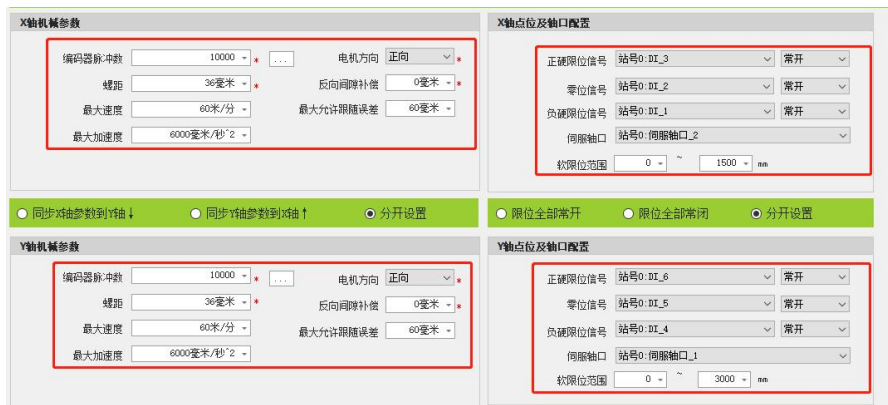 X轴机械参数
编码器脉冲数 10000 * ...
电机方向 正向 *
螺距 36毫米 *
反向间隙补偿 0毫米 *
最大速度 60米/分
最大允许跟随误差 60毫米
最大加速度 6000毫米/秒^2
X轴点位及轴口配置
正硬限位信号 站号0:DI_3 常开
零位信号 站号0:DI_2 常开
负硬限位信号 站号0:DI_1 常开
伺服轴口 站号0:伺服轴口_2
软限位范围 0 ~ 1500 mm
同步X轴参数到Y轴↓ 同步Y轴参数到X轴↑ 分开设置
限位全部常开 限位全部常闭 分开设置
Y轴机械参数
编码器脉冲数 10000 * ...
电机方向 正向 *
螺距 36毫米 *
反向间隙补偿 0毫米 *
最大速度 60米/分
最大允许跟随误差 60毫米
最大加速度 6000毫米/秒^2
Y轴点位及轴口配置
正硬限位信号 站号0:DI_6 常开
零位信号 站号0:DI_5 常开
负硬限位信号 站号0:DI_4 常开
伺服轴口 站号0:伺服轴口_1
软限位范围 0 ~ 3000 mm